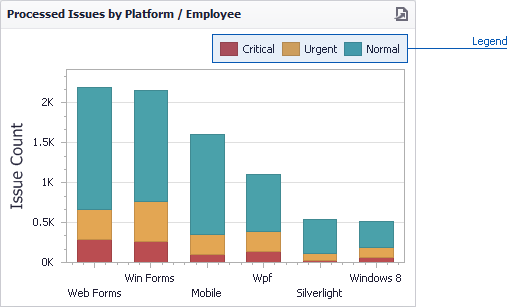 Processed Issues by Platform / Employee
Critical Urgent Normal
Legend
Issue Count
2K
1.5K
1K
0.5K
0K
Win Forms Wpf Windows 8
Web Forms Mobile Silverlight